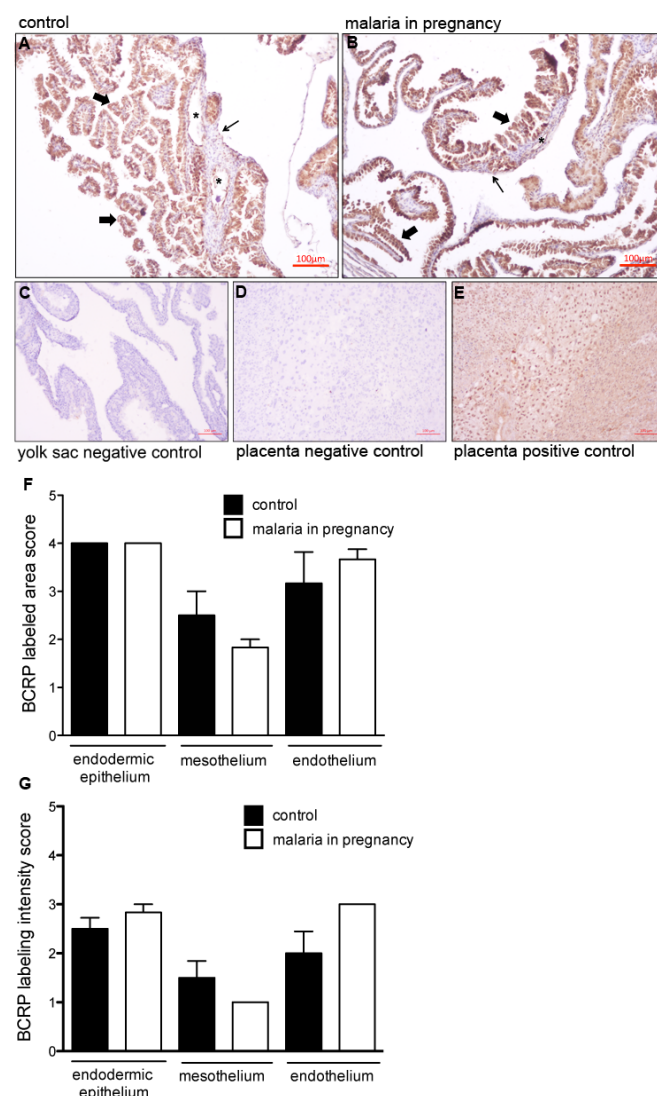 control
malaria in pregnancy
A
B
*
*
*
100µm
100µm
C
D
E
yolk sac negative control
placenta negative control
placenta positive control
F
control
malaria in pregnancy
BCRP labeled area score
5
4
3
2
1
0
endodermic
epithelium
mesothelium
endothelium
G
control
malaria in pregnancy
BCRP labeling intensity score
5
4
3
2
1
0
endodermic
epithelium
mesothelium
endothelium